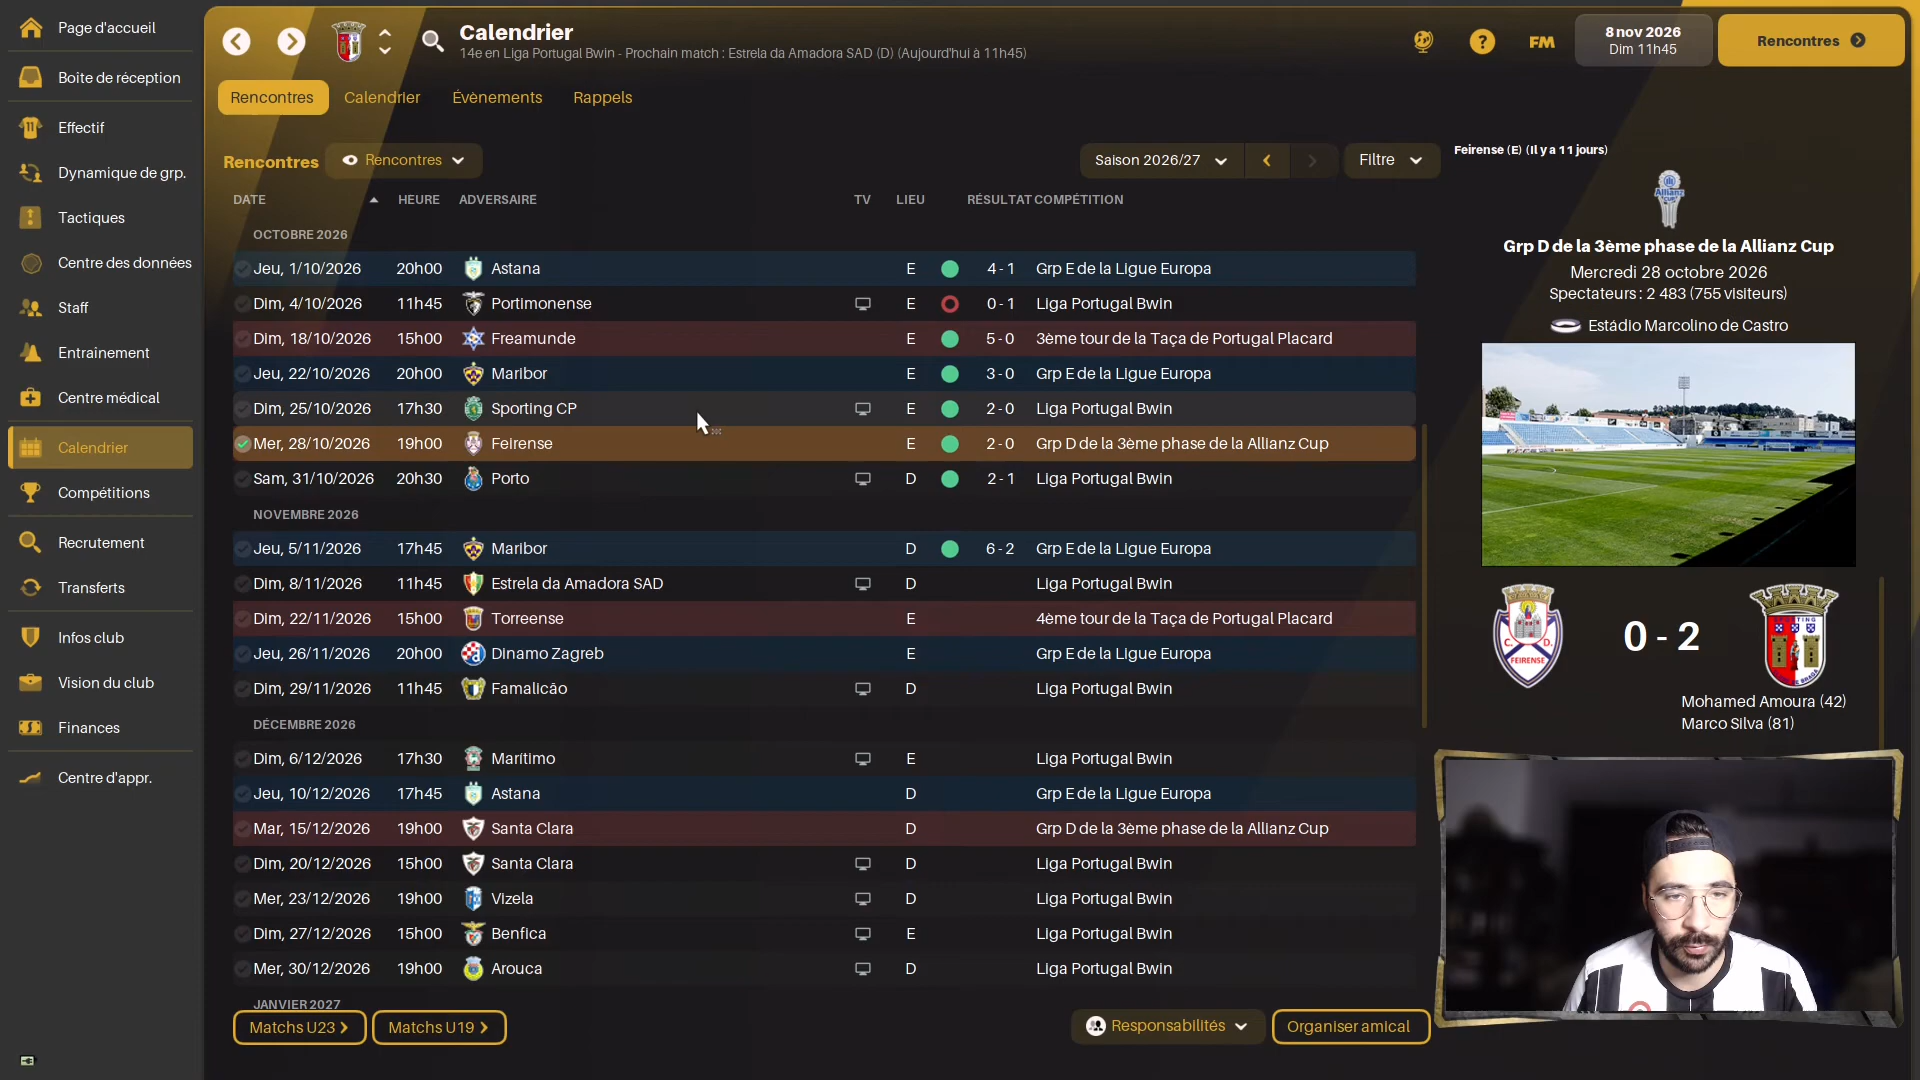 Page d'accueil
Boite de réception
Effectif
Dynamique de grp.
Tactiques
Centre des données
Staff
Entrainement
Centre médical
Calendrier
Compétitions
Recrutement
Transferts
Infos club
Vision du club
Finances
Centre d'appr.
Calendrier
14e en Liga Portugal Bwin - Prochain match : Estrela da Amadora SAD (D) (Aujourd'hui à 11h45)
? FM
8 nov 2026
Dim 11h45
Rencontres
Rencontres Calendrier Évènements Rappels
Rencontres Rencontres Saison 2026/27 Filtre
DATE HEURE ADVERSAIRE TV LIEU RÉSULTAT COMPÉTITION
OCTOBRE 2026
Jeu, 1/10/2026 20h00 Astana E 4 - 1 Grp E de la Ligue Europa
Dim, 4/10/2026 11h45 Portimonense E 0 - 1 Liga Portugal Bwin
Dim, 18/10/2026 15h00 Freamunde E 5 - 0 3ème tour de la Taça de Portugal Placard
Jeu, 22/10/2026 20h00 Maribor E 3 - 0 Grp E de la Ligue Europa
Dim, 25/10/2026 17h30 Sporting CP E 2 - 0 Liga Portugal Bwin
Mer, 28/10/2026 19h00 Feirense E 2 - 0 Grp D de la 3ème phase de la Allianz Cup
Sam, 31/10/2026 20h30 Porto D 2 - 1 Liga Portugal Bwin
NOVEMBRE 2026
Jeu, 5/11/2026 17h45 Maribor D 6 - 2 Grp E de la Ligue Europa
Dim, 8/11/2026 11h45 Estrela da Amadora SAD D Liga Portugal Bwin
Dim, 22/11/2026 15h00 Torreense E 4ème tour de la Taça de Portugal Placard
Jeu, 26/11/2026 20h00 Dinamo Zagreb E Grp E de la Ligue Europa
Dim, 29/11/2026 11h45 Famalicão D Liga Portugal Bwin
DÉCEMBRE 2026
Dim, 6/12/2026 17h30 Marítimo E Liga Portugal Bwin
Jeu, 10/12/2026 17h45 Astana D Grp E de la Ligue Europa
Mar, 15/12/2026 19h00 Santa Clara D Grp D de la 3ème phase de la Allianz Cup
Dim, 20/12/2026 15h00 Santa Clara D Liga Portugal Bwin
Mer, 23/12/2026 19h00 Vizela D Liga Portugal Bwin
Dim, 27/12/2026 15h00 Benfica E Liga Portugal Bwin
Mer, 30/12/2026 19h00 Arouca D Liga Portugal Bwin
JANVIER 2027
Matchs U23 Matchs U19 Responsabilités Organiser amical
Feirense (E) (Il y a 11 jours)
Allianz
CUP
Grp D de la 3ème phase de la Allianz Cup
Mercredi 28 octobre 2026
Spectateurs : 2 483 (755 visiteurs)
Estádio Marcolino de Castro
C. D.
FEIRENSE
0 - 2
Mohamed Amoura (42)
Marco Silva (81)